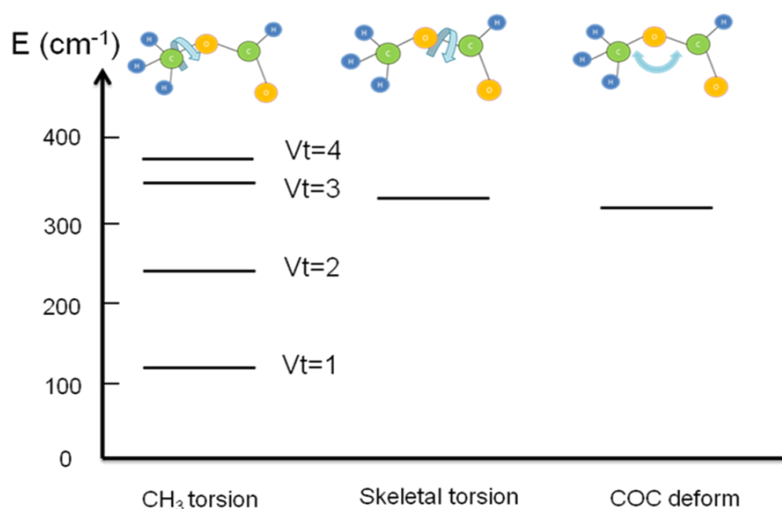 E (cm⁻¹)
H H H C O C H O
H H H C O C H O
H H H C O C H O
400
Vt=4
Vt=3
300
Vt=2
200
Vt=1
100
0
CH₃ torsion Skeletal torsion COC deform